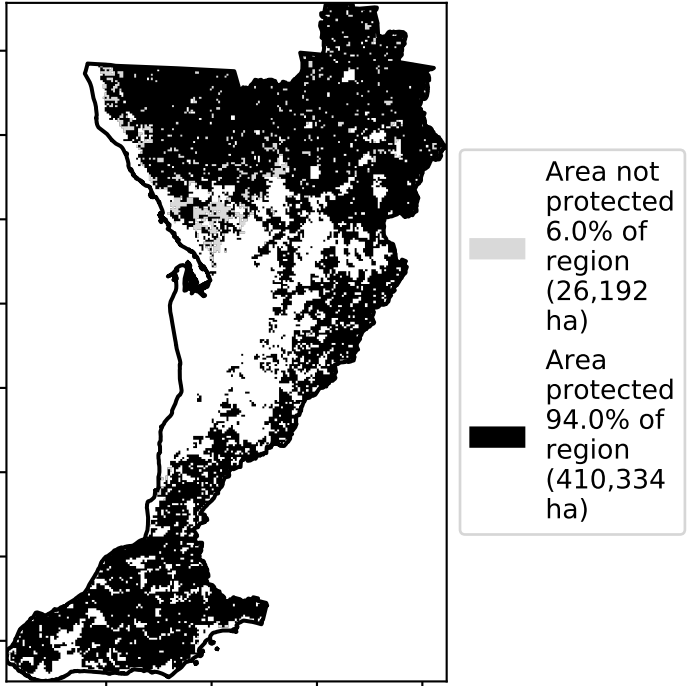 Area not
protected
6.0% of
region
(26,192
ha)
Area
protected
94.0% of
region
(410,334
ha)